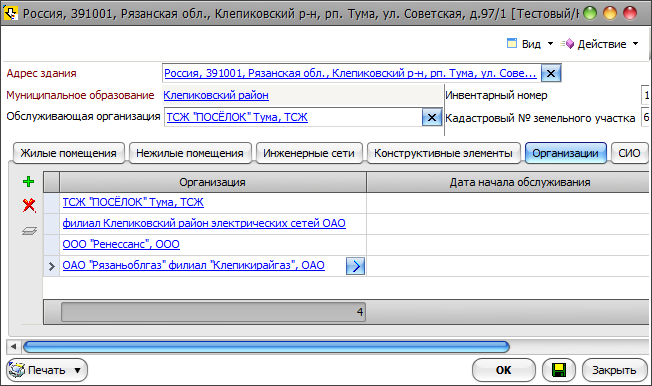 Россия, 391001, Рязанская обл., Клепиковский р-н, рп. Тума, ул. Советская, д.97/1 [Тестовый/
Вид Действие
Адрес здания Россия, 391001, Рязанская обл., Клепиковский р-н, рп. Тума, ул. Сове...
Муниципальное образование Клепиковский район Инвентарный номер 1
Обслуживающая организация ТСЖ "ПОСЁЛОК" Тума, ТСЖ Кадастровый № земельного участка 6
Жилые помещения Нежилые помещения Инженерные сети Конструктивные элементы Организации СИО
Организация Дата начала обслуживания
ТСЖ "ПОСЁЛОК" Тума, ТСЖ
филиал Клепиковский район электрических сетей ОАО
ООО "Ренессанс", ООО
ОАО "Рязаньоблгаз" филиал "Клепикирайгаз", ОАО
4
Печать OK Закрыть